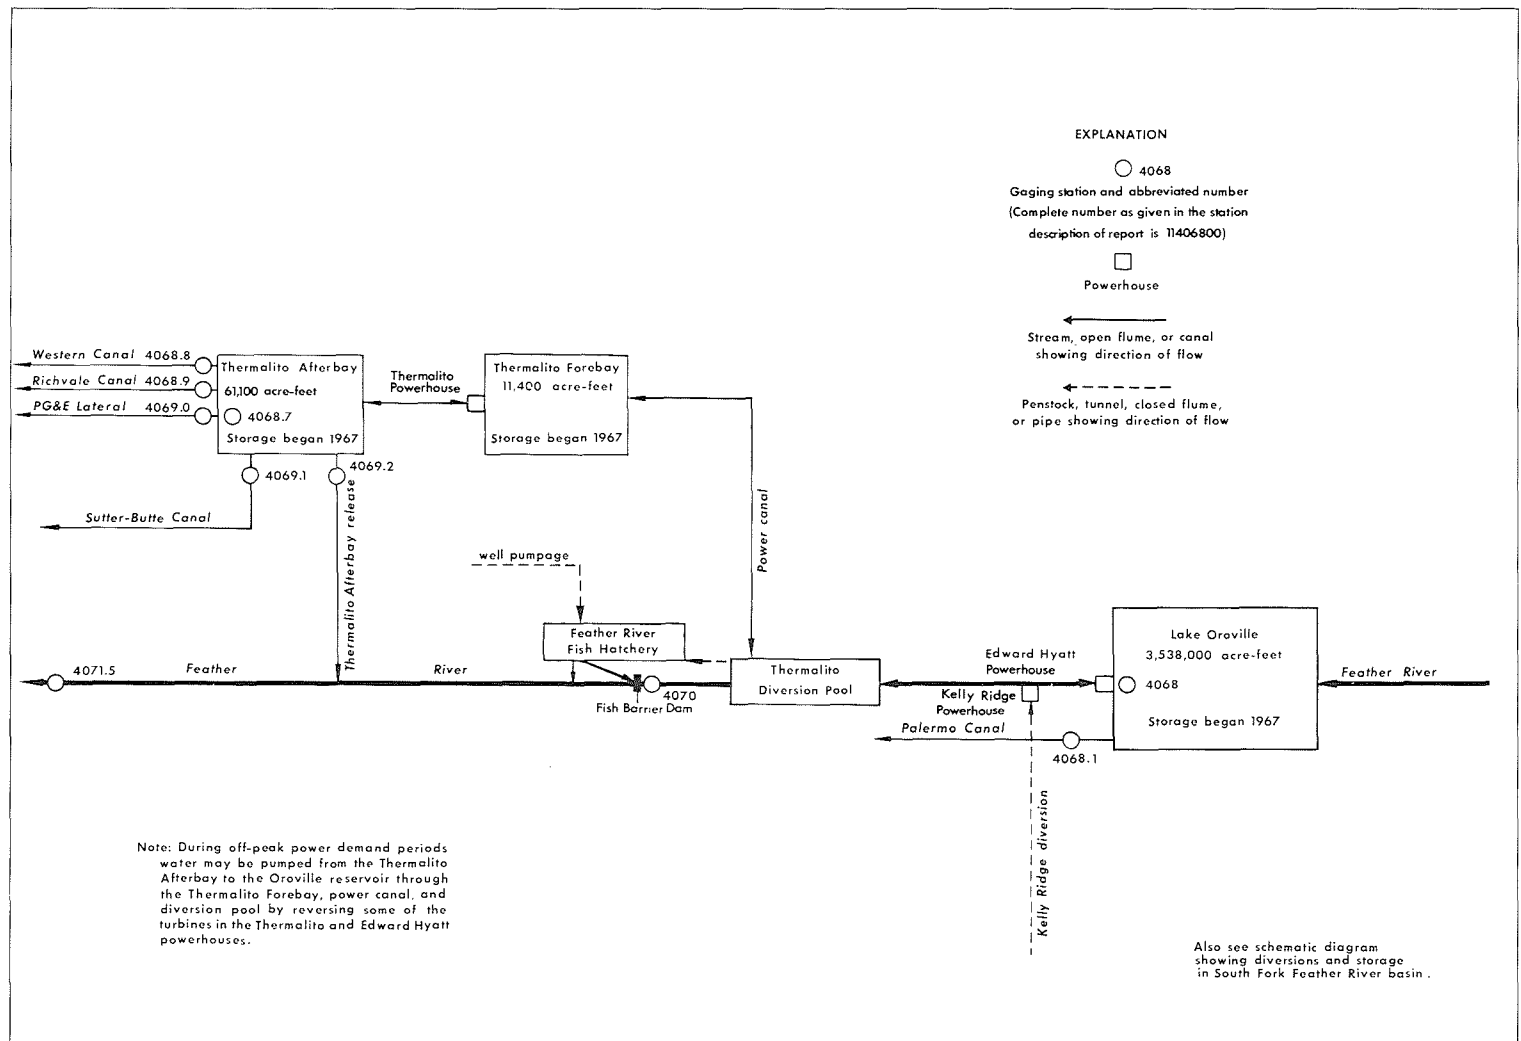 EXPLANATION
4068
Gaging station and abbreviated number
(Complete number as given in the station
description of report is 11406800)
Powerhouse
Stream, open flume, or canal
showing direction of flow
Penstock, tunnel, closed flume,
or pipe showing direction of flow
Western Canal 4068.8
Richvale Canal 4068.9
PG&E Lateral 4069.0
Thermalito Afterbay
61,100 acre-feet
4068.7
Storage began 1967
Thermalito
Powerhouse
Thermalito Forebay
11,400 acre-feet
Storage began 1967
4069.1
4069.2
Sutter-Butte Canal
Thermalito Afterbay release
Power canal
well pumpage
Feather River
Fish Hatchery
4071.5
Feather River
4070
Fish Barrier Dam
Thermalito
Diversion Pool
Edward Hyatt
Powerhouse
Kelly Ridge
Powerhouse
Palermo Canal
4068.1
Lake Oroville
3,538,000 acre-feet
4068
Storage began 1967
Feather River
Kelly Ridge diversion
Note: During off-peak power demand periods
water may be pumped from the Thermalito
Afterbay to the Oroville reservoir through
the Thermalito Forebay, power canal, and
diversion pool by reversing some of the
turbines in the Thermalito and Edward Hyatt
powerhouses.
Also see schematic diagram
showing diversions and storage
in South Fork Feather River basin.